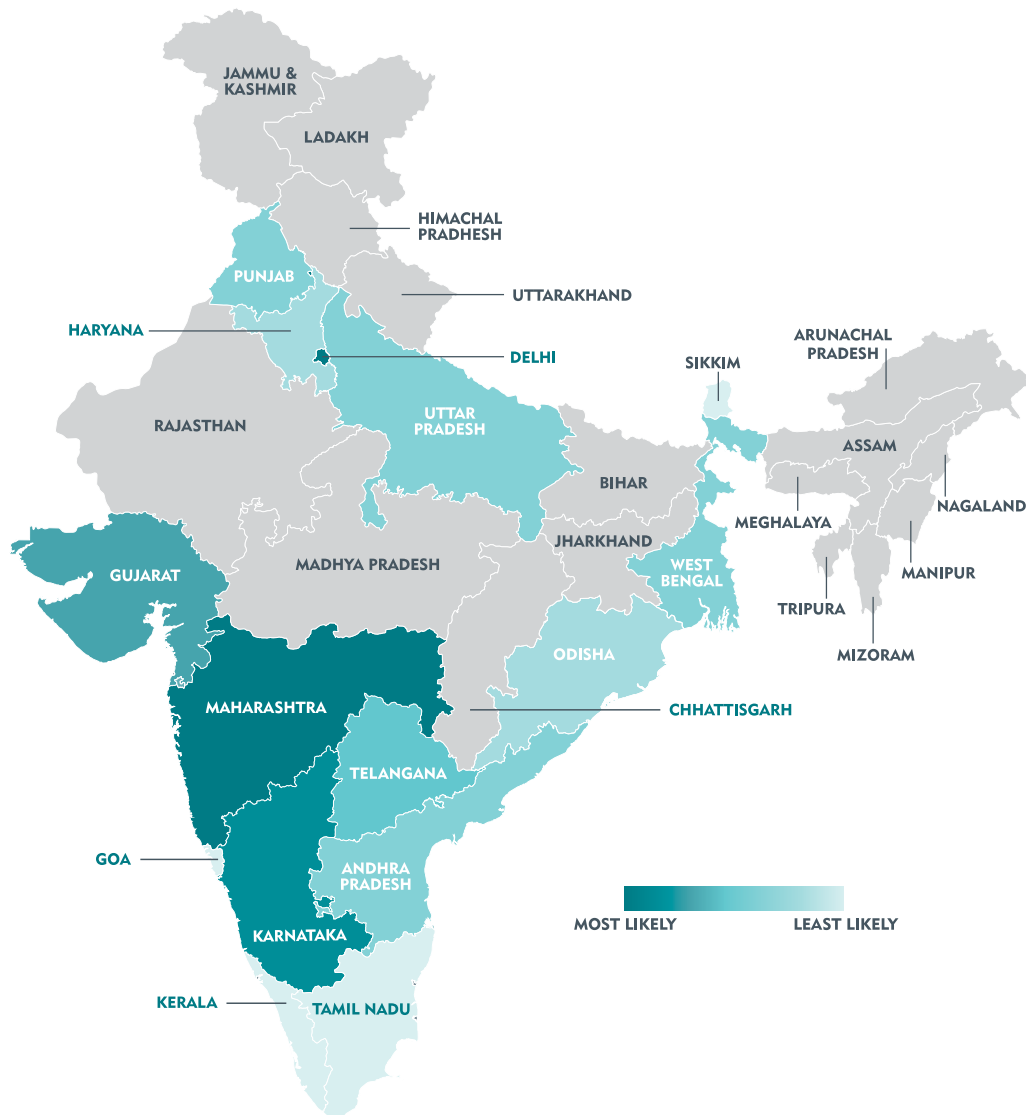 JAMMU &
KASHMIR
LADAKH
HIMACHAL
PRADHESH
PUNJAB
UTTARAKHAND
HARYANA
DELHI
ARUNACHAL
PRADESH
SIKKIM
UTTAR
PRADESH
RAJASTHAN
ASSAM
BIHAR
NAGALAND
MEGHALAYA
JHARKHAND
MADHYA PRADESH
WEST
BENGAL
GUJARAT
MANIPUR
TRIPURA
MIZORAM
ODISHA
MAHARASHTRA
CHHATTISGARH
TELANGANA
GOA
ANDHRA
PRADESH
MOST LIKELY
LEAST LIKELY
KARNATAKA
KERALA
TAMIL NADU